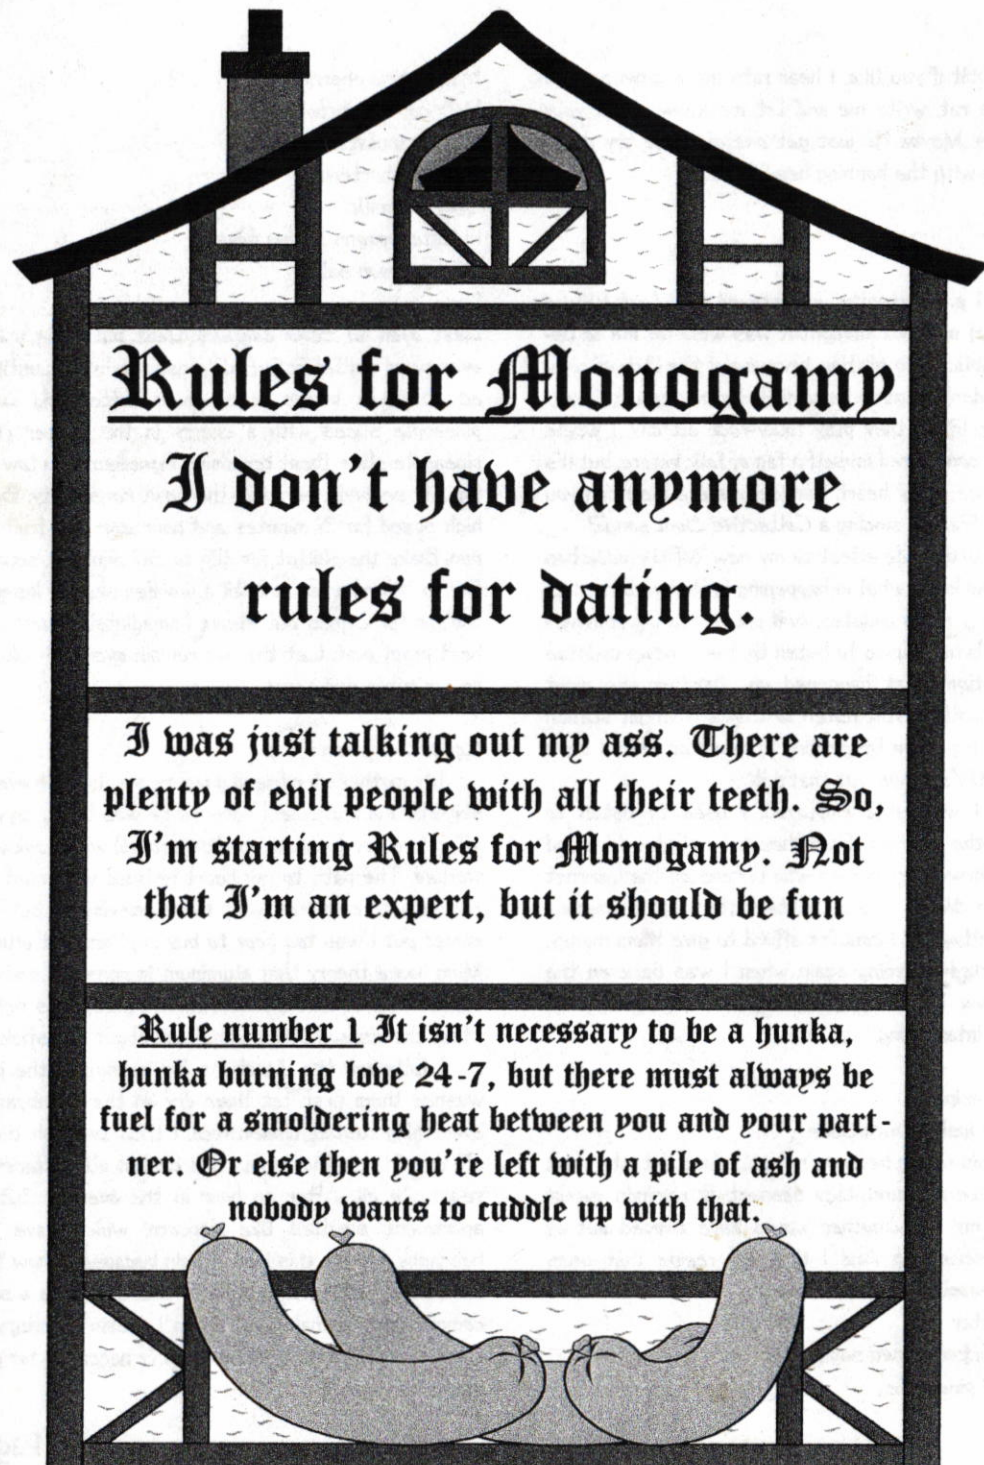 Rules for Monogamy
I don't have anymore
rules for dating.
I was just talking out my ass. There are
plenty of evil people with all their teeth. So,
I'm starting Rules for Monogamy. Not
that I'm an expert, but it should be fun
Rule number 1 It isn't necessary to be a hunka,
hunka burning love 24-7, but there must always be
fuel for a smoldering heat between you and your part-
ner. Or else then you're left with a pile of ash and
nobody wants to cuddle up with that.